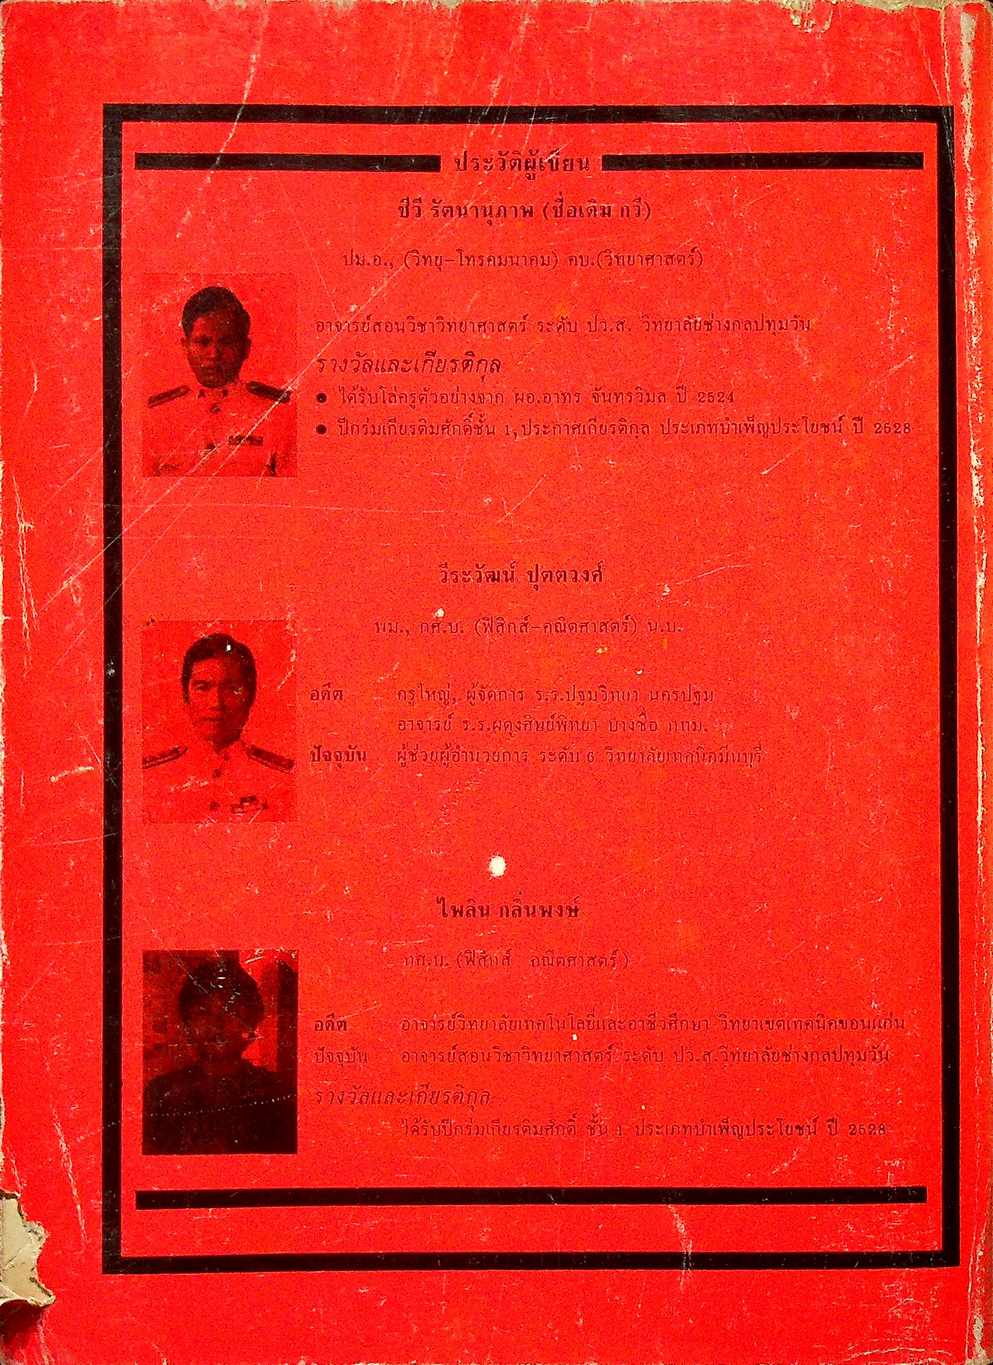 ประวัติผู้เขียน
ชีวี รัตนานุภาพ (ชื่อเดิม กวี)
ปม.อ., (วิทยุ-โทรคมนาคม) คบ.(วิทยาศาสตร์)
อาจารย์สอนวิชาวิทยาศาสตร์ ระดับ ปว.ส. วิทยาลัยช่างกลปทุมวัน
รางวัลและเกียรติกุล
● ได้รับโล่ครูตัวอย่างจาก ผอ.อาทร จันทรวิมล ปี 2524
● ปีกร่มเกียรติมศักดิ์ชั้น 1,ประกาศเกียรติกุล ประเภทบำเพ็ญประโยชน์ ปี 2528
วีระวัฒน์ ปุตตวงศ์
พม., กศ.บ. (ฟิสิกส์-คณิตศาสตร์) น.บ.
อดีต ครูใหญ่, ผู้จัดการ ร.ร.ปฐมวิทยา นครปฐม
อาจารย์ ร.ร.ผดุงศิษย์พิทยา บางซื่อ กทม.
ปัจจุบัน ผู้ช่วยผู้อำนวยการ ระดับ 6 วิทยาลัยเทคนิคมีนบุรี
ไพลิน กลิ่นพงษ์
กศ.บ. (ฟิสิกส์ คณิตศาสตร์)
อดีต อาจารย์วิทยาลัยเทคโนโลยีและอาชีวศึกษา วิทยาเขตเทคนิคขอนแก่น
ปัจจุบัน อาจารย์สอนวิชาวิทยาศาสตร์ ระดับ ปว.ส.วิทยาลัยช่างกลปทุมวัน
รางวัลและเกียรติกุล
ได้รับปีกร่มเกียรติมศักดิ์ ชั้น 1 ประเภทบำเพ็ญประโยชน์ ปี 2528